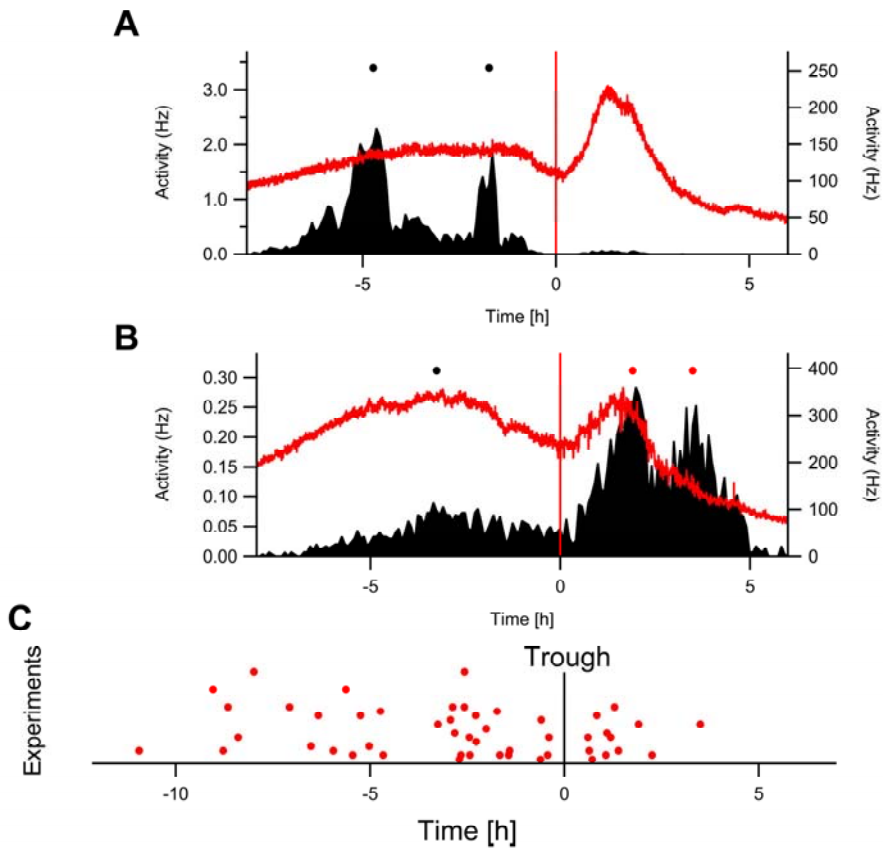 A
Activity (Hz)
3.0
2.0
1.0
0.0
250
200
150
100
50
0
Activity (Hz)
-5 0 5
Time [h]
B
Activity (Hz)
0.30
0.25
0.20
0.15
0.10
0.05
0.00
400
300
200
100
0
Activity (Hz)
-5 0 5
Time [h]
C
Experiments
Trough
-10 -5 0 5
Time [h]